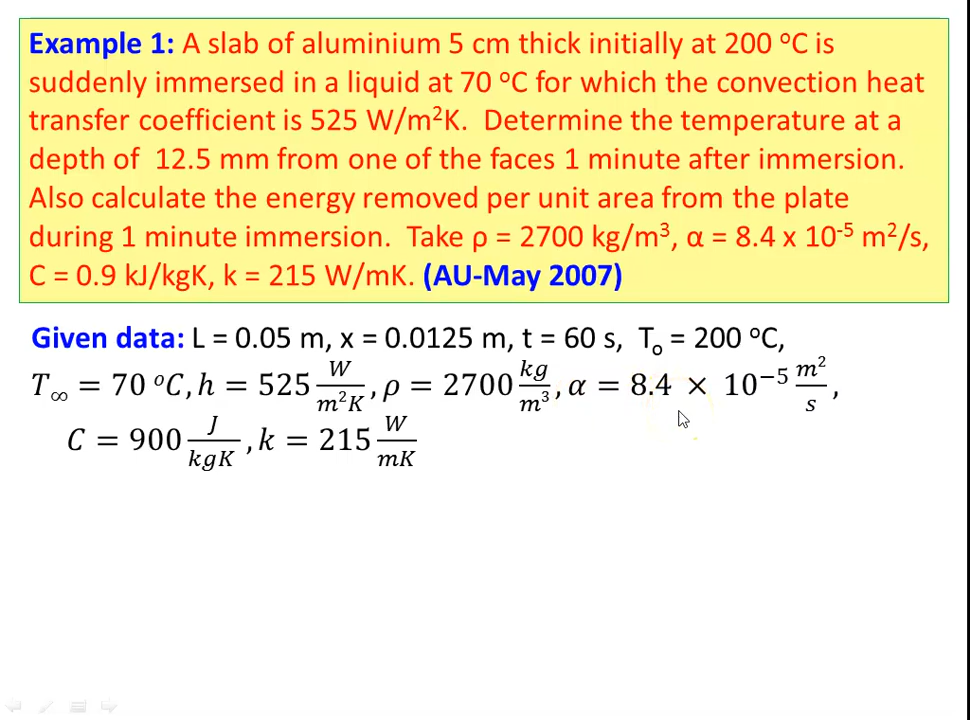 Example 1: A slab of aluminium 5 cm thick initially at 200 ᵒC is
suddenly immersed in a liquid at 70 ᵒC for which the convection heat
transfer coefficient is 525 W/m²K. Determine the temperature at a
depth of 12.5 mm from one of the faces 1 minute after immersion.
Also calculate the energy removed per unit area from the plate
during 1 minute immersion. Take ρ = 2700 kg/m³, α = 8.4 x 10⁻⁵ m²/s,
C = 0.9 kJ/kgK, k = 215 W/mK. (AU-May 2007)
Given data: L = 0.05 m, x = 0.0125 m, t = 60 s, Tₒ = 200 ᵒC,
T∞ = 70 ᵒC, h = 525 W/m²K, ρ = 2700 kg/m³, α = 8.4 × 10⁻⁵ m²/s,
C = 900 J/kgK, k = 215 W/mK